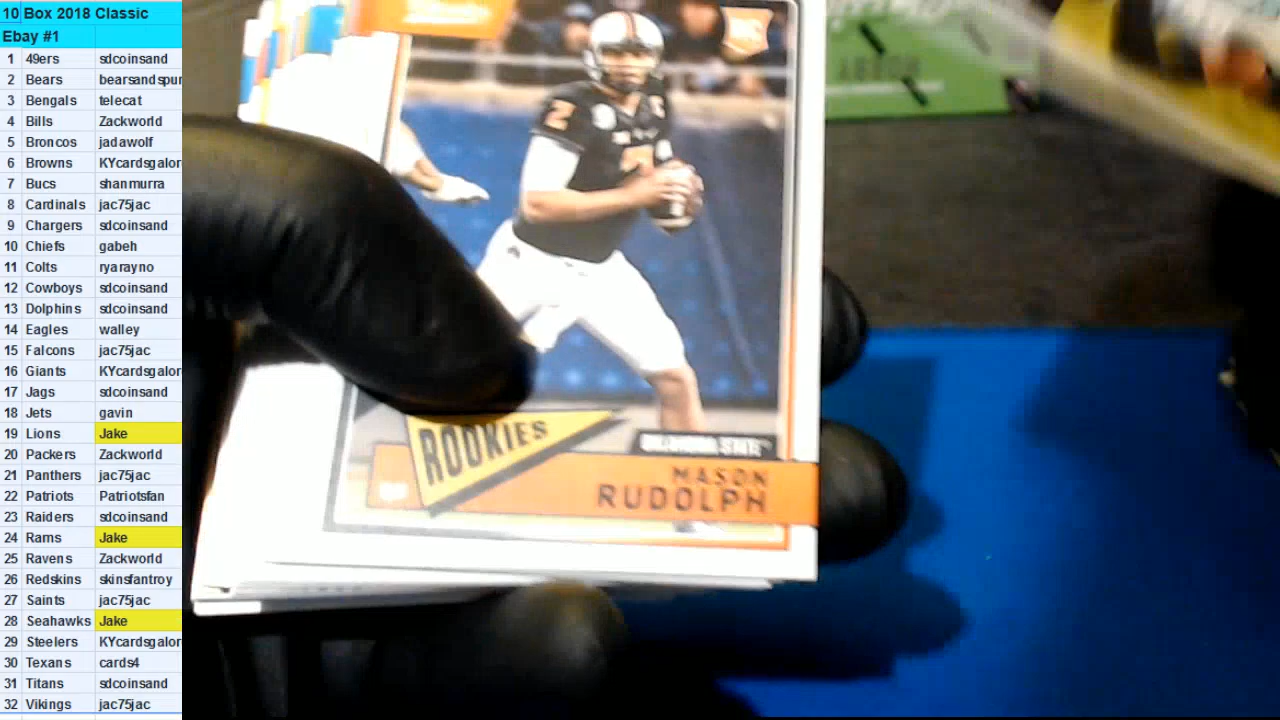 10 Box 2018 Classic
Ebay #1
1 49ers sdcoinsand
2 Bears bearsandspur
3 Bengals telecat
4 Bills Zackworld
5 Broncos jadawolf
6 Browns KYcardsgalor
7 Bucs shanmurra
8 Cardinals jac75jac
9 Chargers sdcoinsand
10 Chiefs gabeh
11 Colts ryarayno
12 Cowboys sdcoinsand
13 Dolphins sdcoinsand
14 Eagles walley
15 Falcons jac75jac
16 Giants KYcardsgalor
17 Jags sdcoinsand
18 Jets gavin
19 Lions Jake
20 Packers Zackworld
21 Panthers jac75jac
22 Patriots Patriotsfan
23 Raiders sdcoinsand
24 Rams Jake
25 Ravens Zackworld
26 Redskins skinsfantroy
27 Saints jac75jac
28 Seahawks Jake
29 Steelers KYcardsgalor
30 Texans cards4
31 Titans sdcoinsand
32 Vikings jac75jac
2
ROOKIES
OKLAHOMA STATE
MASON
RUDOLPH